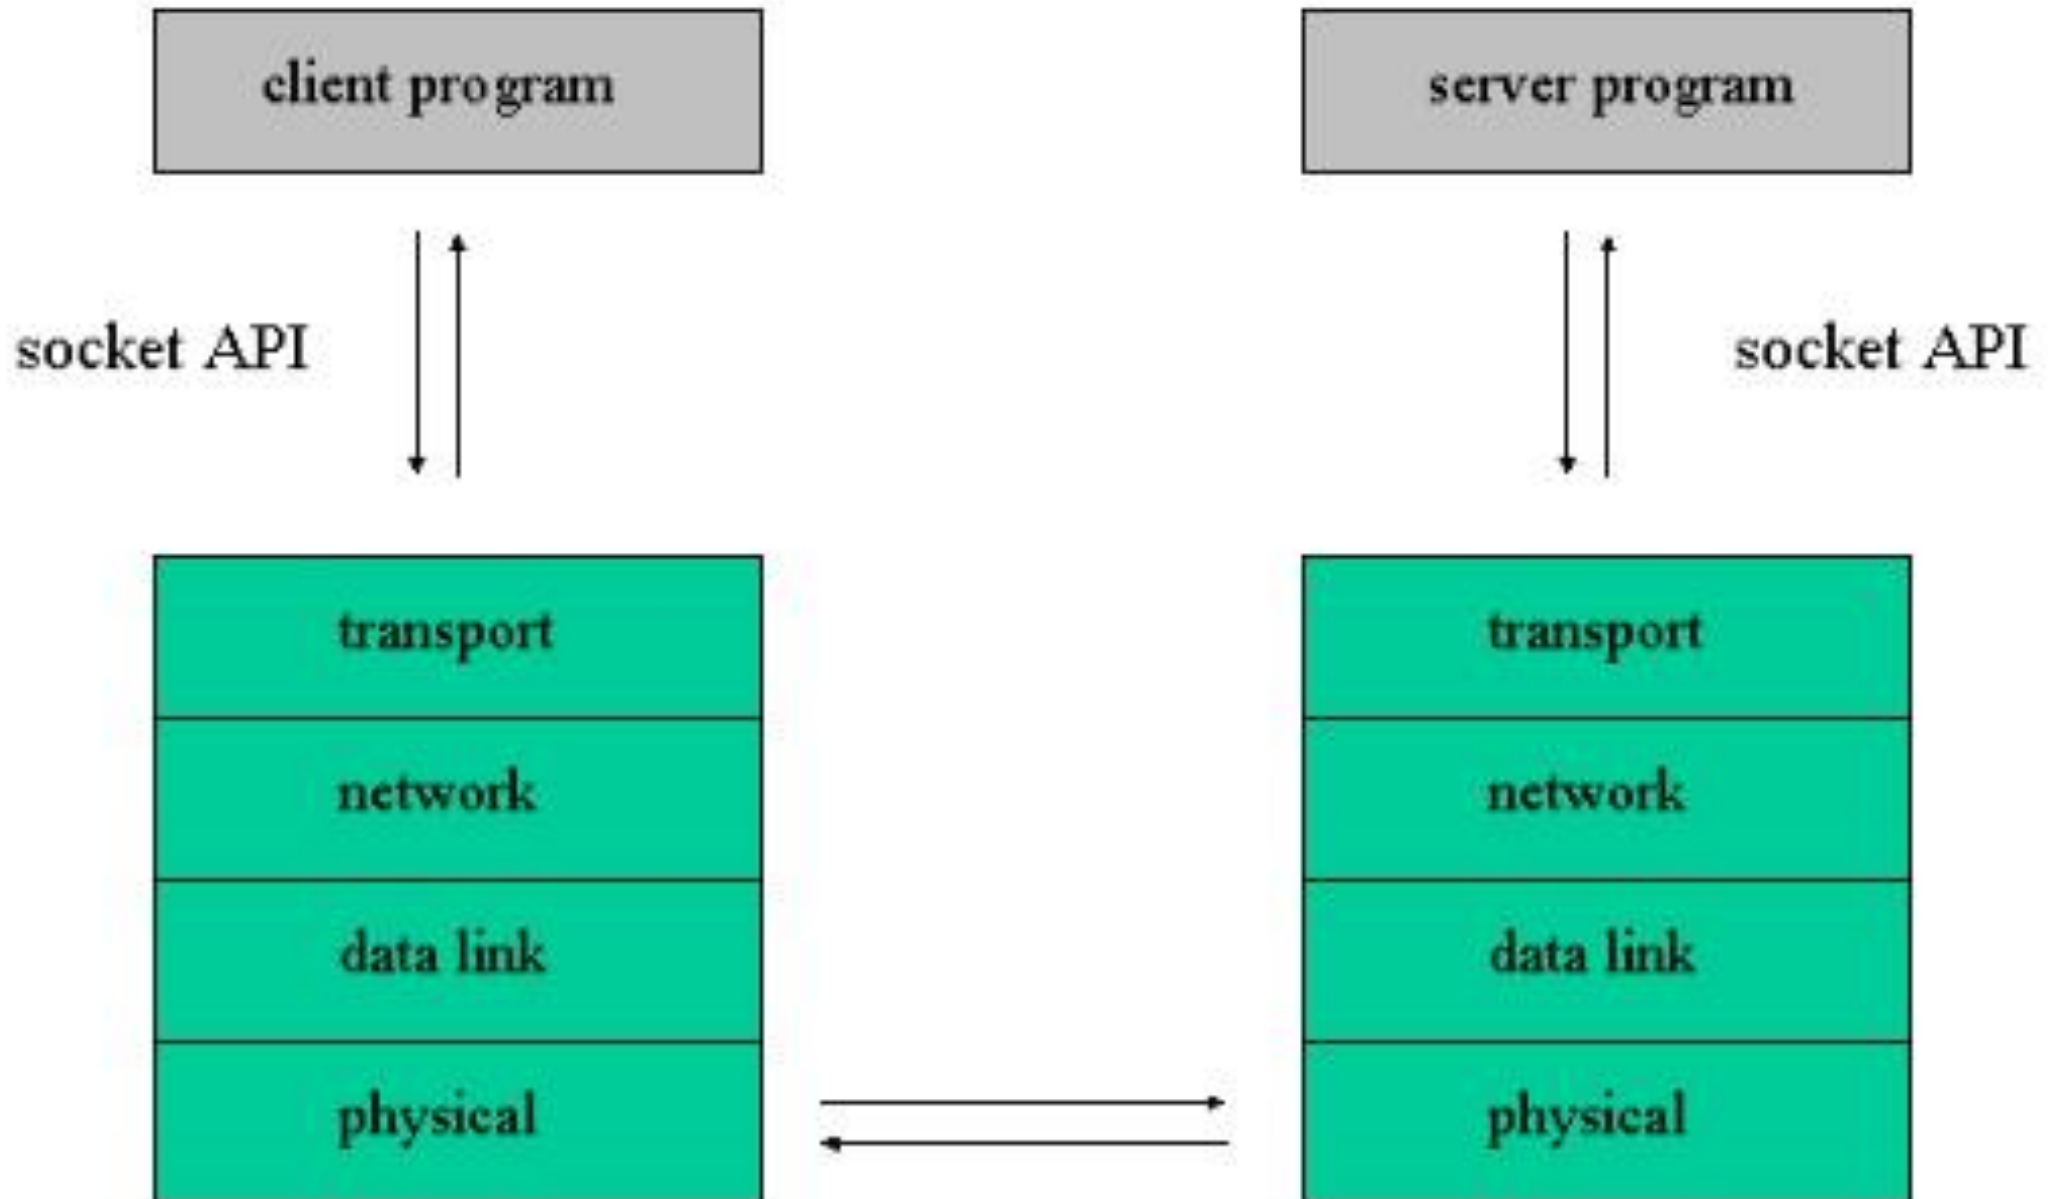 client program
server program
socket API
socket API
transport
transport
network
network
data link
data link
physical
physical